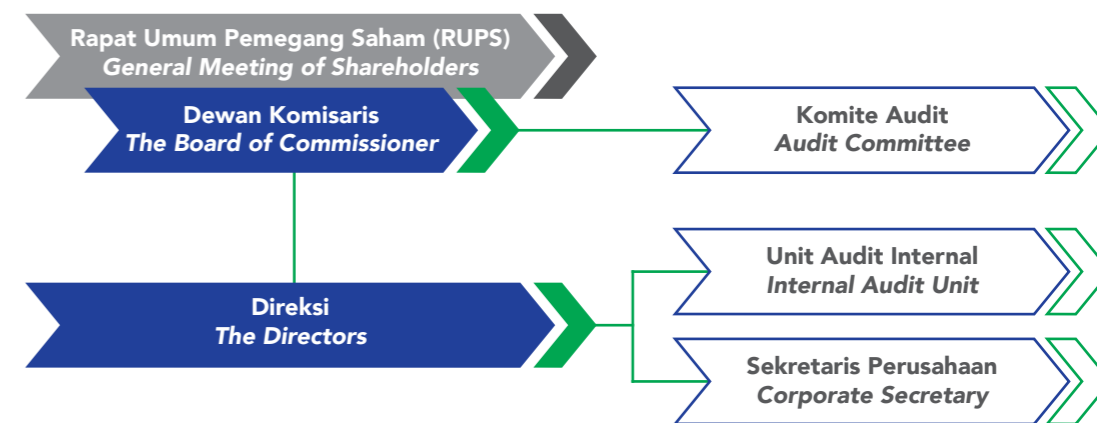 Rapat Umum Pemegang Saham (RUPS)
General Meeting of Shareholders
Dewan Komisaris
The Board of Commissioner
Komite Audit
Audit Committee
Unit Audit Internal
Internal Audit Unit
Direksi
The Directors
Sekretaris Perusahaan
Corporate Secretary